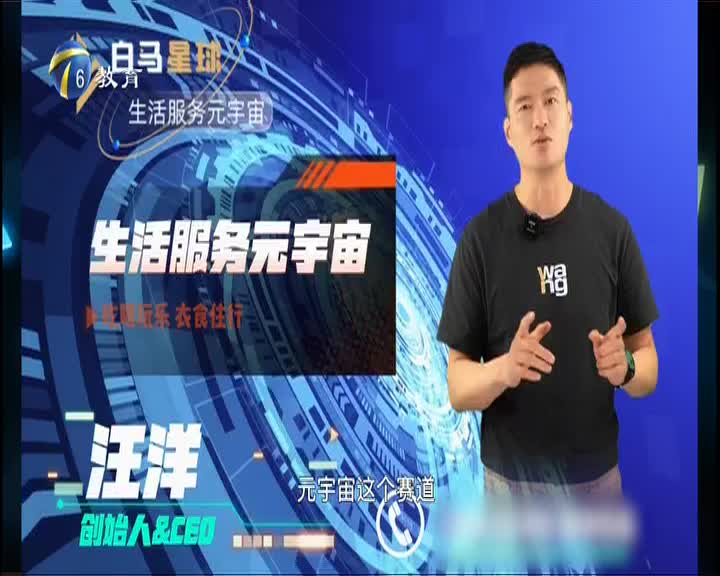 白马星球
6 教育
生活服务元宇宙
生活服务元宇宙
吃喝玩乐 衣食住行
wa
ng
汪洋
创始人&CEO
元宇宙这个赛道